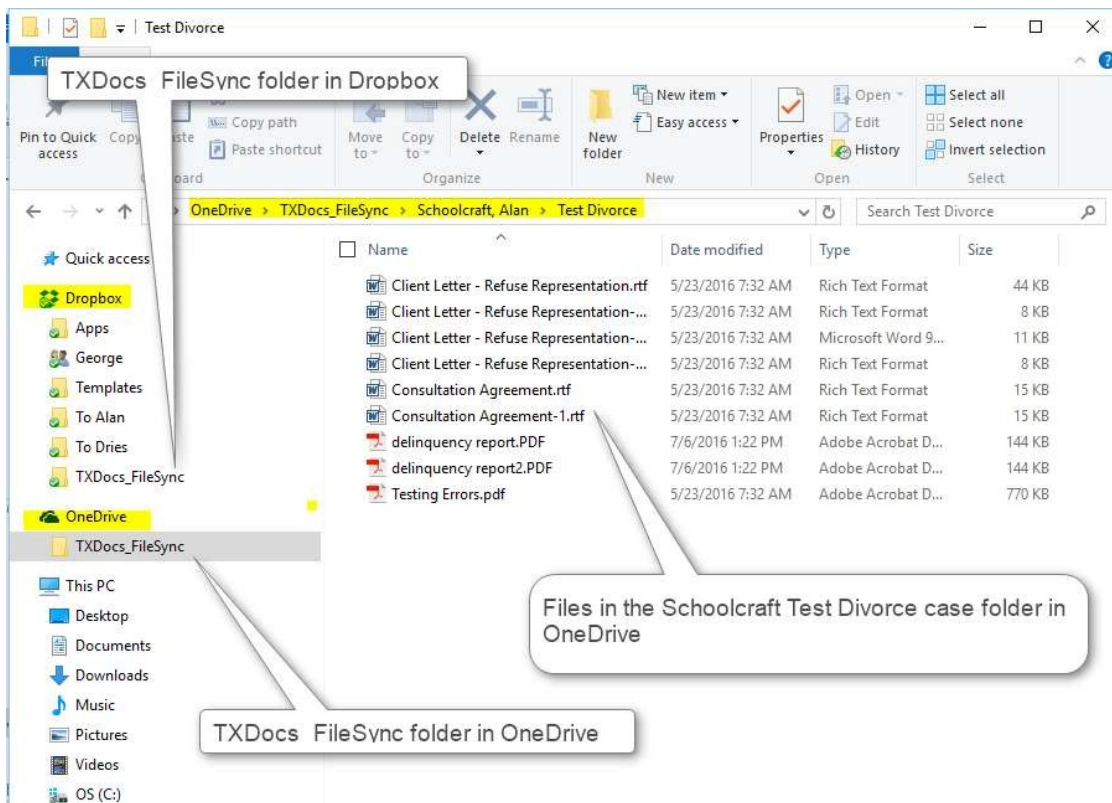 Test Divorce
TXDocs_FileSync folder in Dropbox
Pin to Quick access
Copy path
Paste shortcut
Move to
Copy to
Delete
Rename
Organize
New folder
New item
Easy access
New
Properties
Open
Edit
History
Open
Select all
Select none
Invert selection
Select
OneDrive > TXDocs_FileSync > Schoolcraft, Alan > Test Divorce
Search Test Divorce
Quick access
Dropbox
Apps
George
Templates
To Alan
To Dries
TXDocs_FileSync
OneDrive
TXDocs_FileSync
This PC
Desktop
Documents
Downloads
Music
Pictures
Videos
OS (C:)
Name Date modified Type Size
Client Letter - Refuse Representation.rtf 5/23/2016 7:32 AM Rich Text Format 44 KB
Client Letter - Refuse Representation-... 5/23/2016 7:32 AM Rich Text Format 8 KB
Client Letter - Refuse Representation-... 5/23/2016 7:32 AM Microsoft Word 9... 11 KB
Client Letter - Refuse Representation-... 5/23/2016 7:32 AM Rich Text Format 8 KB
Consultation Agreement.rtf 5/23/2016 7:32 AM Rich Text Format 15 KB
Consultation Agreement-1.rtf 5/23/2016 7:32 AM Rich Text Format 15 KB
delinquency report.PDF 7/6/2016 1:22 PM Adobe Acrobat D... 144 KB
delinquency report2.PDF 7/6/2016 1:22 PM Adobe Acrobat D... 144 KB
Testing Errors.pdf 5/23/2016 7:32 AM Adobe Acrobat D... 770 KB
Files in the Schoolcraft Test Divorce case folder in
OneDrive
TXDocs_FileSync folder in OneDrive